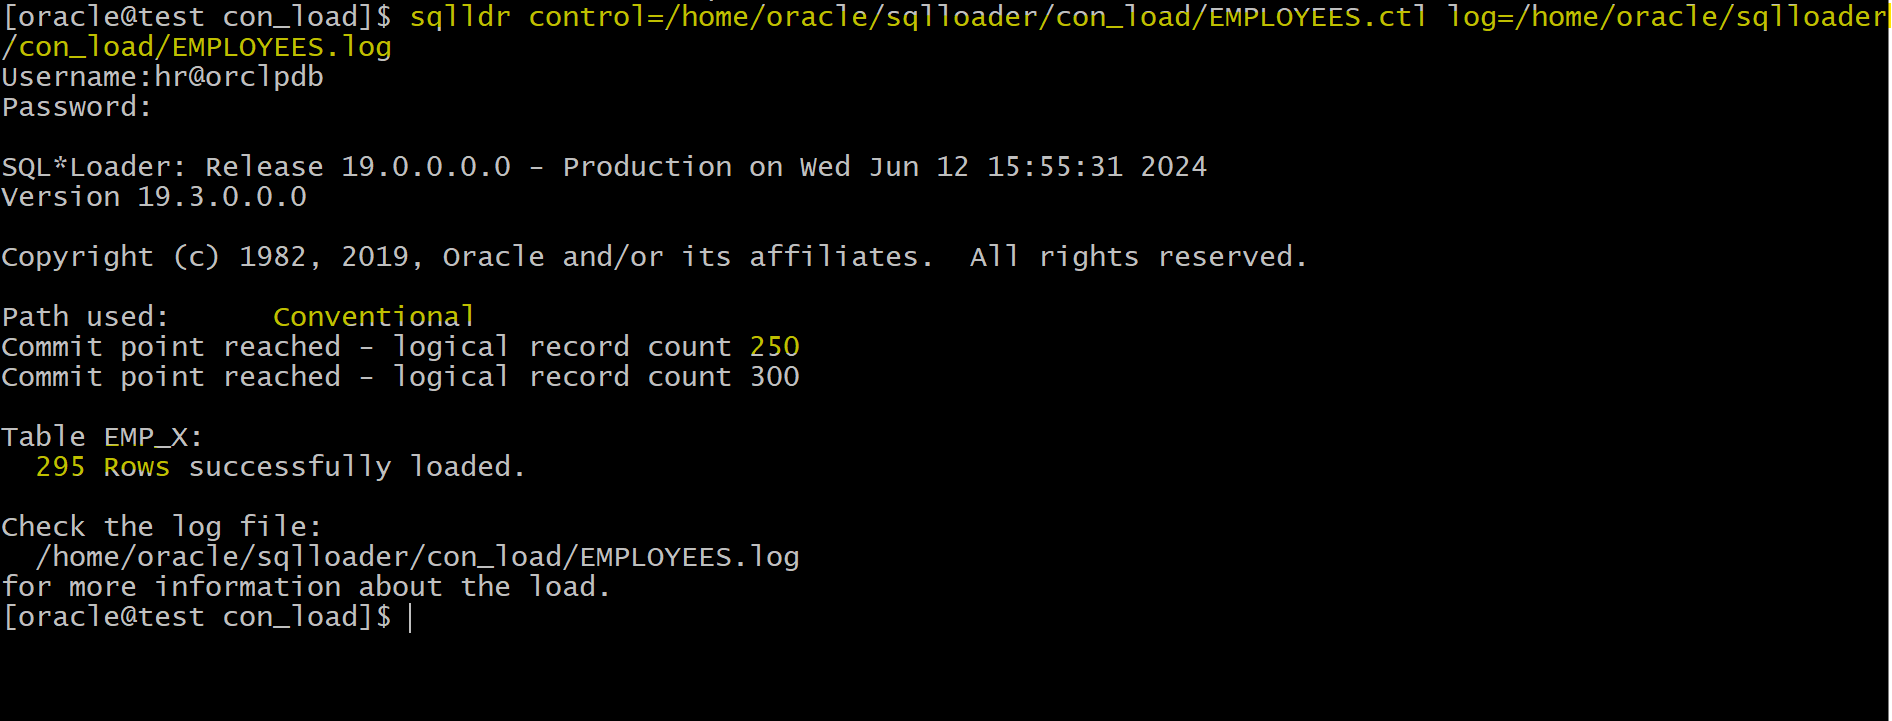 [oracle@test con_load]$ sqlldr control=/home/oracle/sqlloader/con_load/EMPLOYEES.ctl log=/home/oracle/sqlloader
/con_load/EMPLOYEES.log
Username:hr@orclpdb
Password:
SQL*Loader: Release 19.0.0.0.0 - Production on Wed Jun 12 15:55:31 2024
Version 19.3.0.0.0
Copyright (c) 1982, 2019, Oracle and/or its affiliates.  All rights reserved.
Path used:      Conventional
Commit point reached - logical record count 250
Commit point reached - logical record count 300
Table EMP_X:
  295 Rows successfully loaded.
Check the log file:
  /home/oracle/sqlloader/con_load/EMPLOYEES.log
for more information about the load.
[oracle@test con_load]$